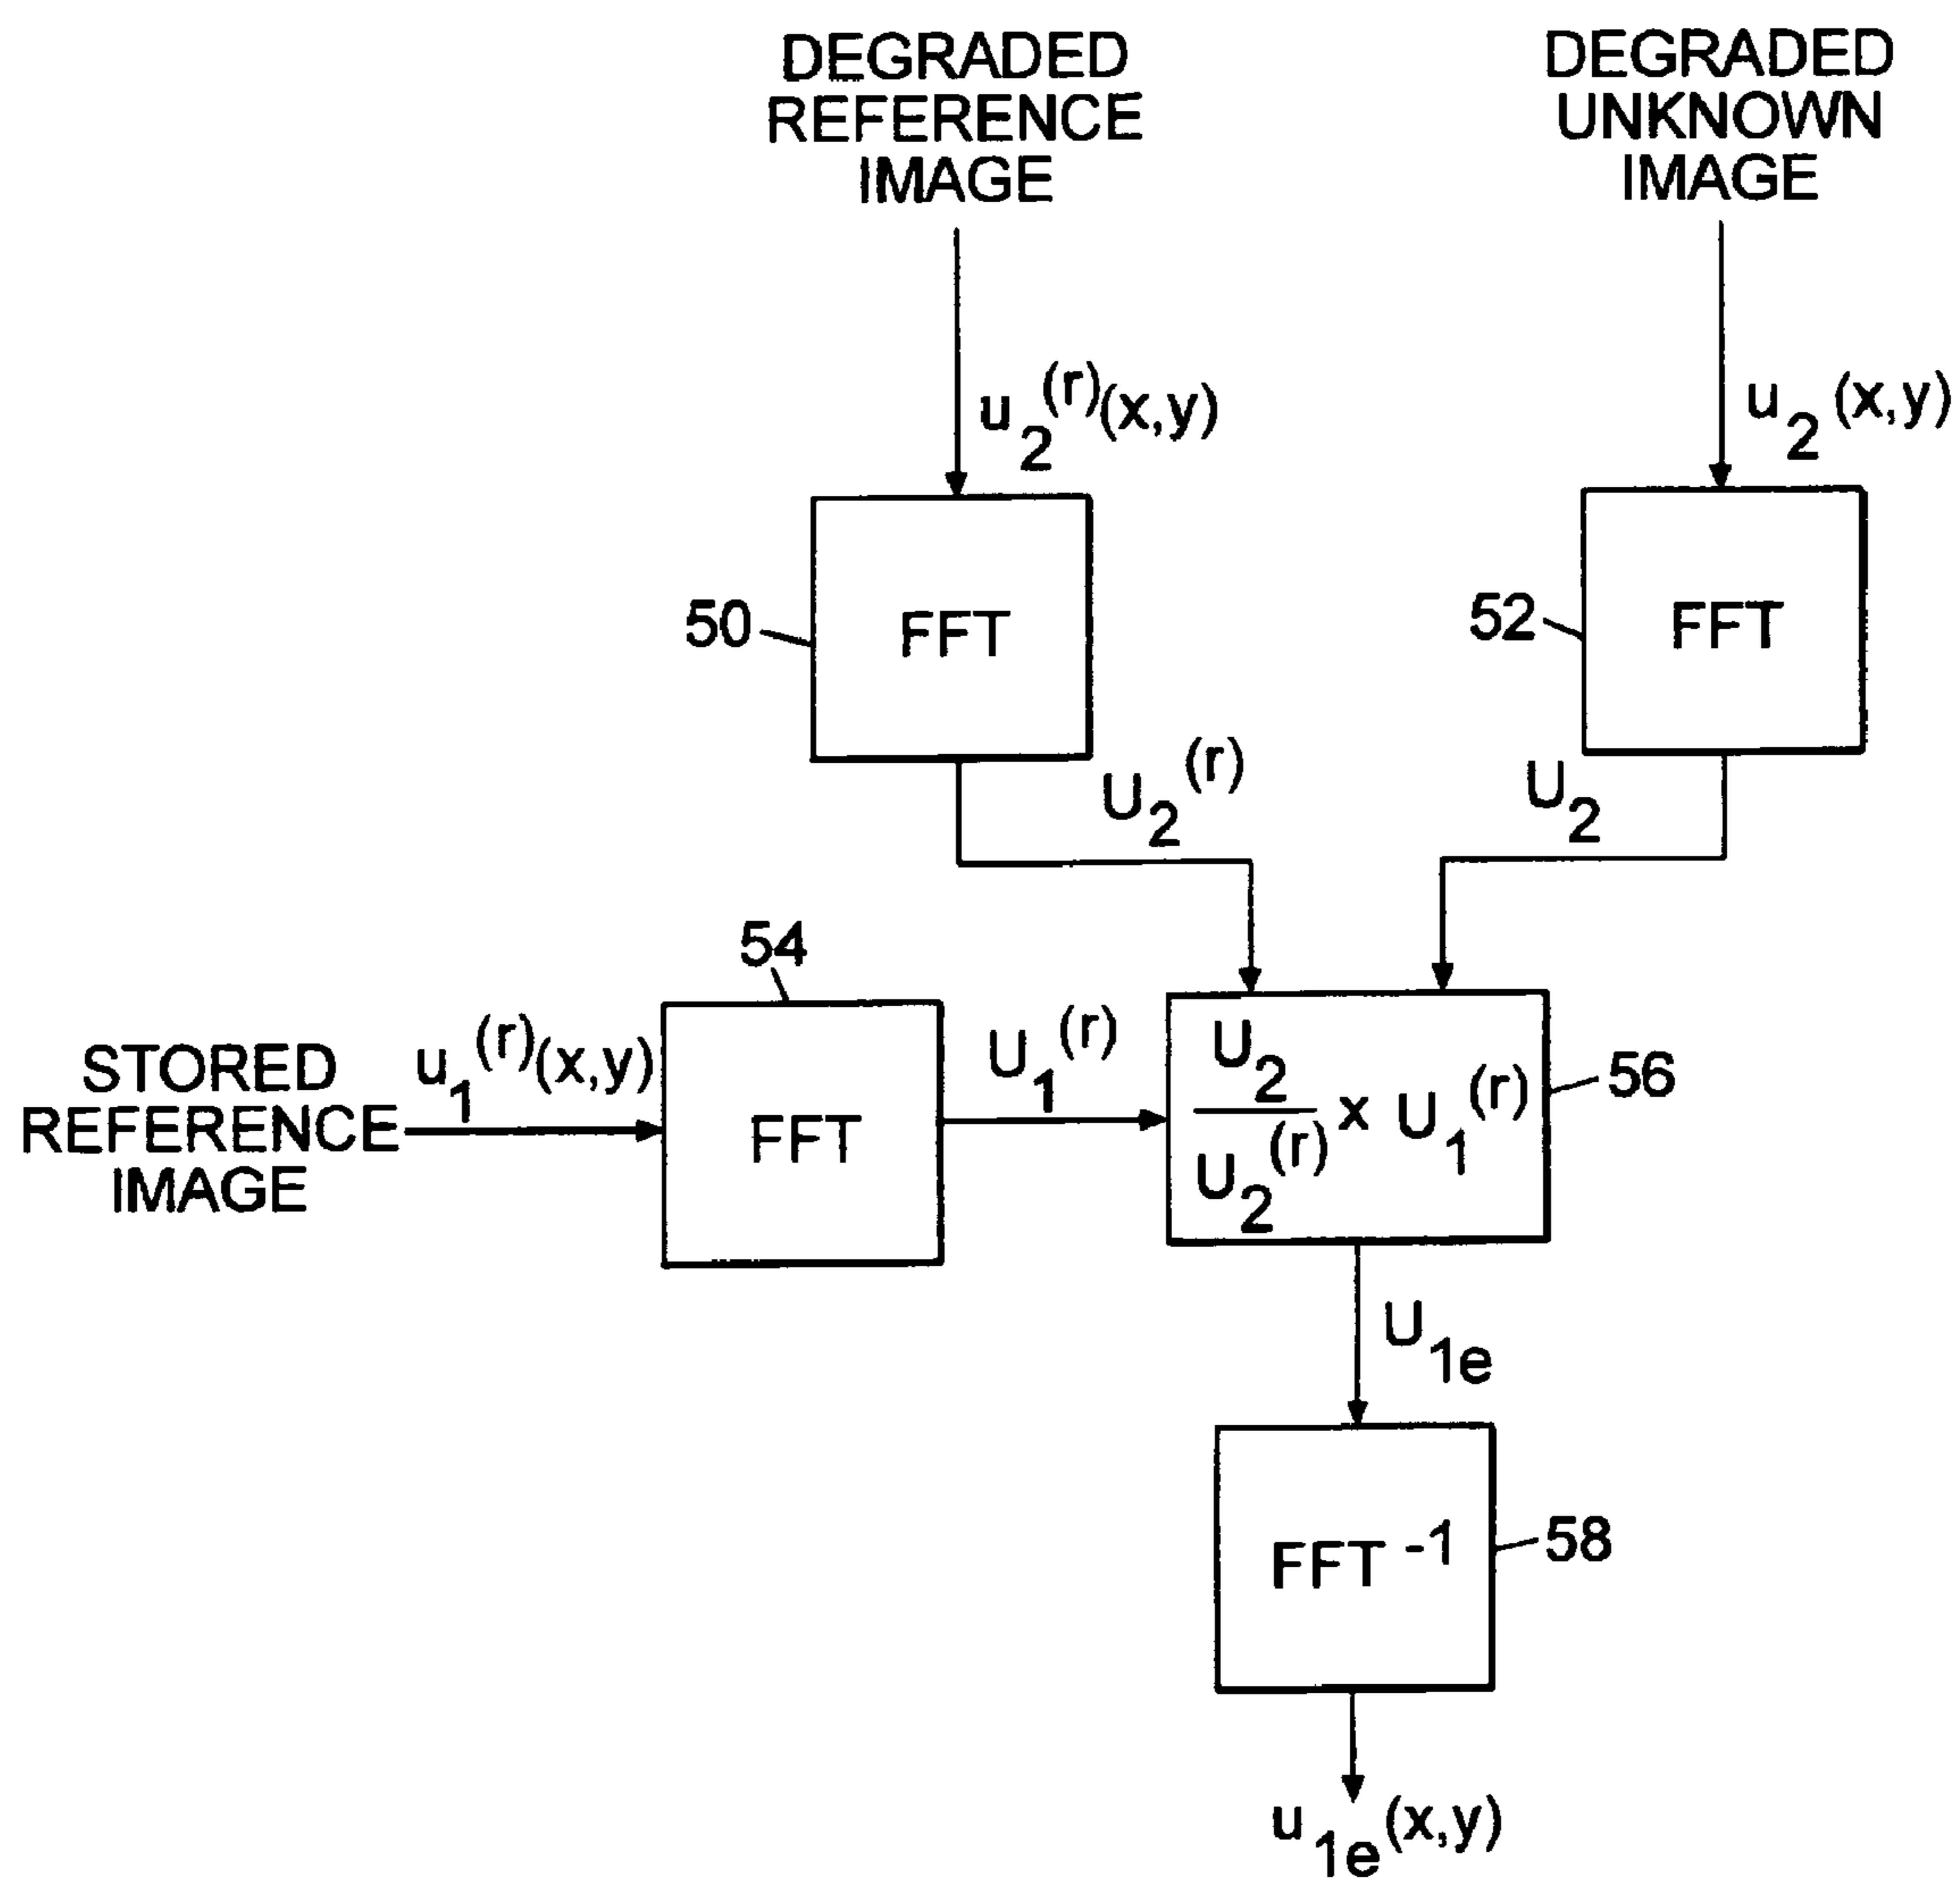 DEGRADED
REFERENCE
IMAGE
DEGRADED
UNKNOWN
IMAGE
u₂⁽ʳ⁾(x,y)
u₂(x,y)
50
FFT
52
FFT
U₂⁽ʳ⁾
U₂
54
STORED
REFERENCE
IMAGE
u₁⁽ʳ⁾(x,y)
FFT
U₁⁽ʳ⁾
U₂
U₂⁽ʳ⁾
x U₁⁽ʳ⁾
56
U₁ₑ
FFT⁻¹
58
u₁ₑ(x,y)